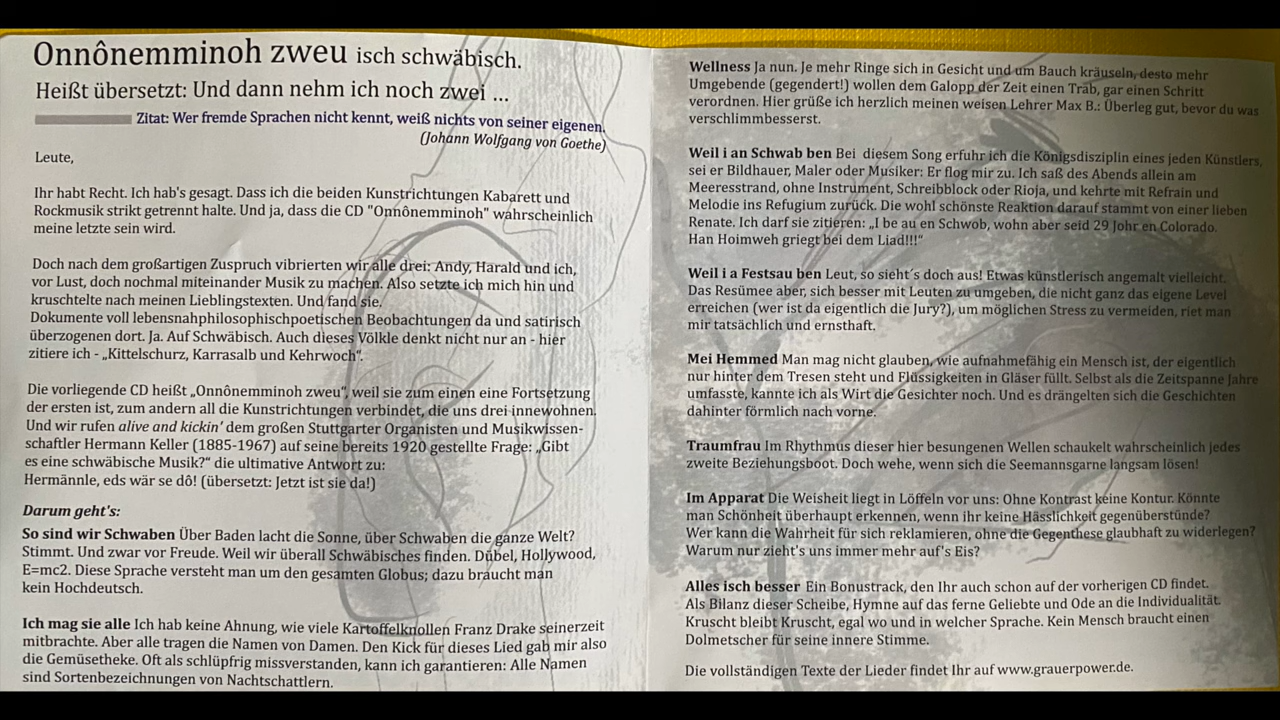 Onnônemminoh zweu isch schwäbisch.
Heißt übersetzt: Und dann nehm ich noch zwei ...
Zitat: Wer fremde Sprachen nicht kennt, weiß nichts von seiner eigenen.
(Johann Wolfgang von Goethe)
Leute,
Ihr habt Recht. Ich hab's gesagt. Dass ich die beiden Kunstrichtungen Kabarett und
Rockmusik strikt getrennt halte. Und ja, dass die CD "Onnônemminoh" wahrscheinlich
meine letzte sein wird.
Doch nach dem großartigen Zuspruch vibrierten wir alle drei: Andy, Harald und ich,
vor Lust, doch nochmal miteinander Musik zu machen. Also setzte ich mich hin und
kruschtelte nach meinen Lieblingstexten. Und fand sie.
Dokumente voll lebensnahphilosophischpoetischen Beobachtungen da und satirisch
überzogenen dort. Ja. Auf Schwäbisch. Auch dieses Völkle denkt nicht nur an - hier
zitiere ich - „Kittelschurz, Karrasalb und Kehrwoch“.
Die vorliegende CD heißt „Onnônemminoh zweu“, weil sie zum einen eine Fortsetzung
der ersten ist, zum andern all die Kunstrichtungen verbindet, die uns drei innewohnen.
Und wir rufen alive and kickin' dem großen Stuttgarter Organisten und Musikwissen-
schaftler Hermann Keller (1885-1967) auf seine bereits 1920 gestellte Frage: „Gibt
es eine schwäbische Musik?“ die ultimative Antwort zu:
Hermännle, eds wär se dô! (übersetzt: Jetzt ist sie da!)
Darum geht's:
So sind wir Schwaben Über Baden lacht die Sonne, über Schwaben die ganze Welt?
Stimmt. Und zwar vor Freude. Weil wir überall Schwäbisches finden. Dübel, Hollywood,
E=mc2. Diese Sprache versteht man um den gesamten Globus; dazu braucht man
kein Hochdeutsch.
Ich mag sie alle Ich hab keine Ahnung, wie viele Kartoffelknollen Franz Drake seinerzeit
mitbrachte. Aber alle tragen die Namen von Damen. Den Kick für dieses Lied gab mir also
die Gemüsetheke. Oft als schlüpfrig missverstanden, kann ich garantieren: Alle Namen
sind Sortenbezeichnungen von Nachtschattlern.
Wellness Ja nun. Je mehr Ringe sich in Gesicht und um Bauch kräuseln, desto mehr
Umgebende (gegendert!) wollen dem Galopp der Zeit einen Trab, gar einen Schritt
verordnen. Hier grüße ich herzlich meinen weisen Lehrer Max B.: Überleg gut, bevor du was
verschlimmbesserst.
Weil i an Schwab ben Bei diesem Song erfuhr ich die Königsdisziplin eines jeden Künstlers,
sei er Bildhauer, Maler oder Musiker: Er flog mir zu. Ich saß des Abends allein am
Meeresstrand, ohne Instrument, Schreibblock oder Rioja, und kehrte mit Refrain und
Melodie ins Refugium zurück. Die wohl schönste Reaktion darauf stammt von einer lieben
Renate. Ich darf sie zitieren: „I be au en Schwob, wohn aber seid 29 Johr en Colorado.
Han Hoimweh griegt bei dem Liad!!!“
Weil i a Festsau ben Leut, so sieht´s doch aus! Etwas künstlerisch angemalt vielleicht.
Das Resümee aber, sich besser mit Leuten zu umgeben, die nicht ganz das eigene Level
erreichen (wer ist da eigentlich die Jury?), um möglichen Stress zu vermeiden, riet man
mir tatsächlich und ernsthaft.
Mei Hemmed Man mag nicht glauben, wie aufnahmefähig ein Mensch ist, der eigentlich
nur hinter dem Tresen steht und Flüssigkeiten in Gläser füllt. Selbst als die Zeitspanne Jahre
umfasste, kannte ich als Wirt die Gesichter noch. Und es drängelten sich die Geschichten
dahinter förmlich nach vorne.
Traumfrau Im Rhythmus dieser hier besungenen Wellen schaukelt wahrscheinlich jedes
zweite Beziehungsboot. Doch wehe, wenn sich die Seemannsgarne langsam lösen!
Im Apparat Die Weisheit liegt in Löffeln vor uns: Ohne Kontrast keine Kontur. Könnte
man Schönheit überhaupt erkennen, wenn ihr keine Hässlichkeit gegenüberstünde?
Wer kann die Wahrheit für sich reklamieren, ohne die Gegenthese glaubhaft zu widerlegen?
Warum nur zieht's uns immer mehr auf's Eis?
Alles isch besser Ein Bonustrack, den Ihr auch schon auf der vorherigen CD findet.
Als Bilanz dieser Scheibe, Hymne auf das ferne Geliebte und Ode an die Individualität.
Kruscht bleibt Kruscht, egal wo und in welcher Sprache. Kein Mensch braucht einen
Dolmetscher für seine innere Stimme.
Die vollständigen Texte der Lieder findet Ihr auf www.grauerpower.de.